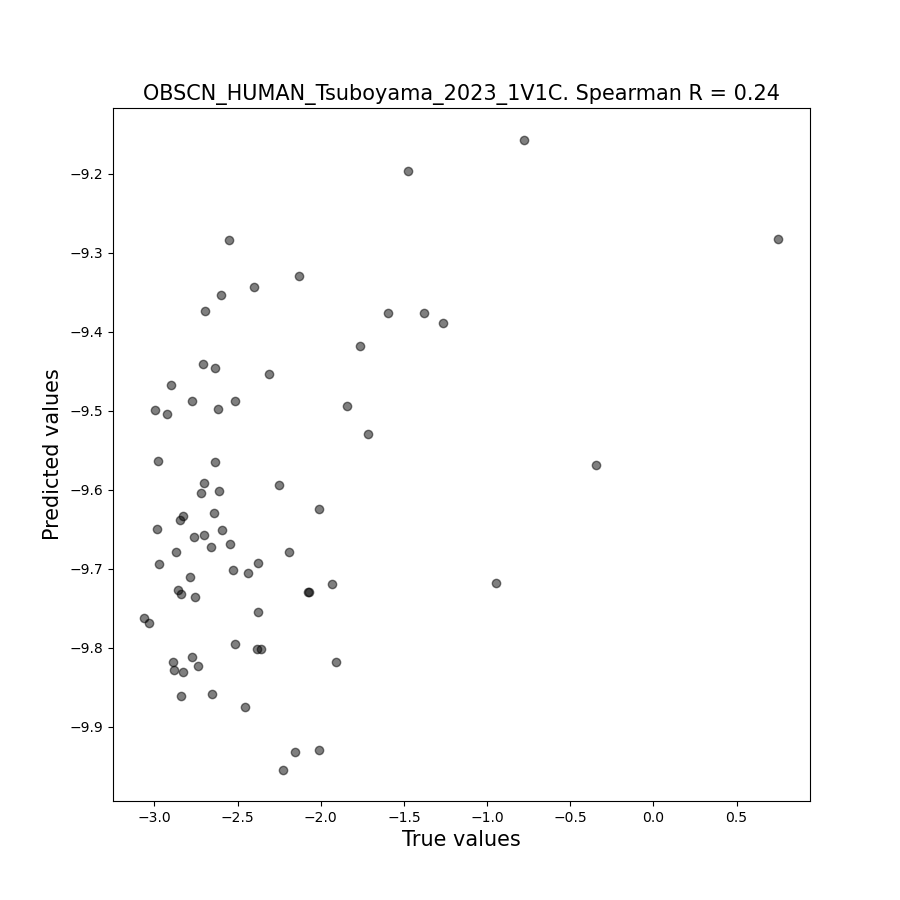 OBSCN_HUMAN_Tsuboyama_2023_1V1C. Spearman R = 0.24
−9.2
−9.3
−9.4
−9.5
−9.6
−9.7
−9.8
−9.9
Predicted values
−3.0 −2.5 −2.0 −1.5 −1.0 −0.5 0.0 0.5
True values